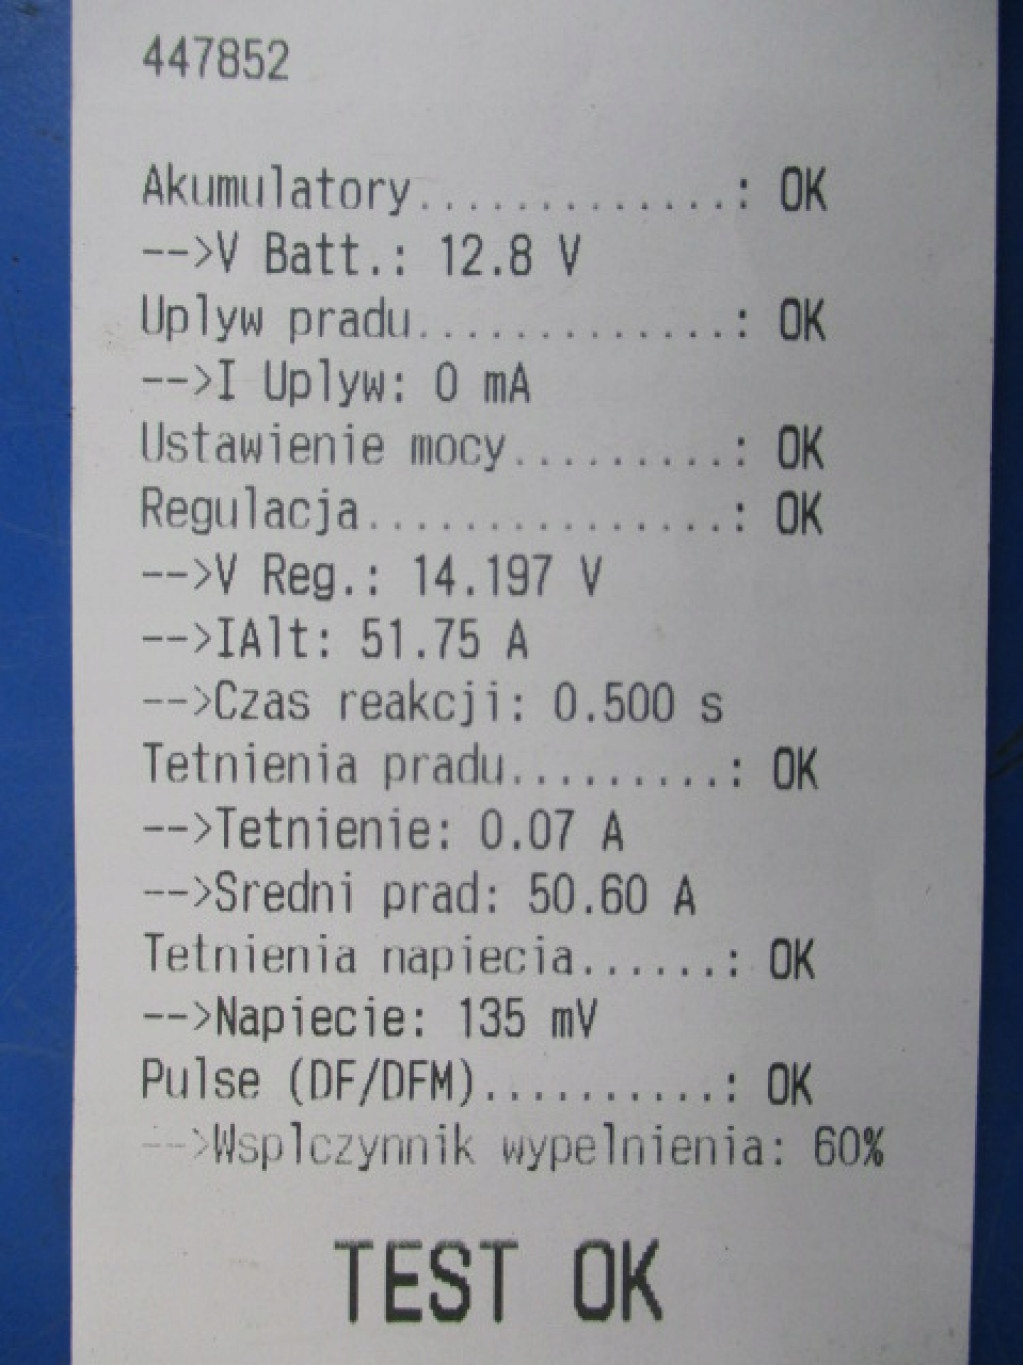 447852
Akumulatory..............: OK
-->V Batt.: 12.8 V
Uplyw pradu..............: OK
-->I Uplyw: 0 mA
Ustawienie mocy.........: OK
Regulacja................: OK
-->V Reg.: 14.197 V
-->IAlt: 51.75 A
-->Czas reakcji: 0.500 s
Tetnienia pradu.........: OK
-->Tetnienie: 0.07 A
-->Sredni prad: 50.60 A
Tetnienia napiecia......: OK
-->Napiecie: 135 mV
Pulse (DF/DFM)..........: OK
-->Wsplczynnik wypelnienia: 60%
TEST OK